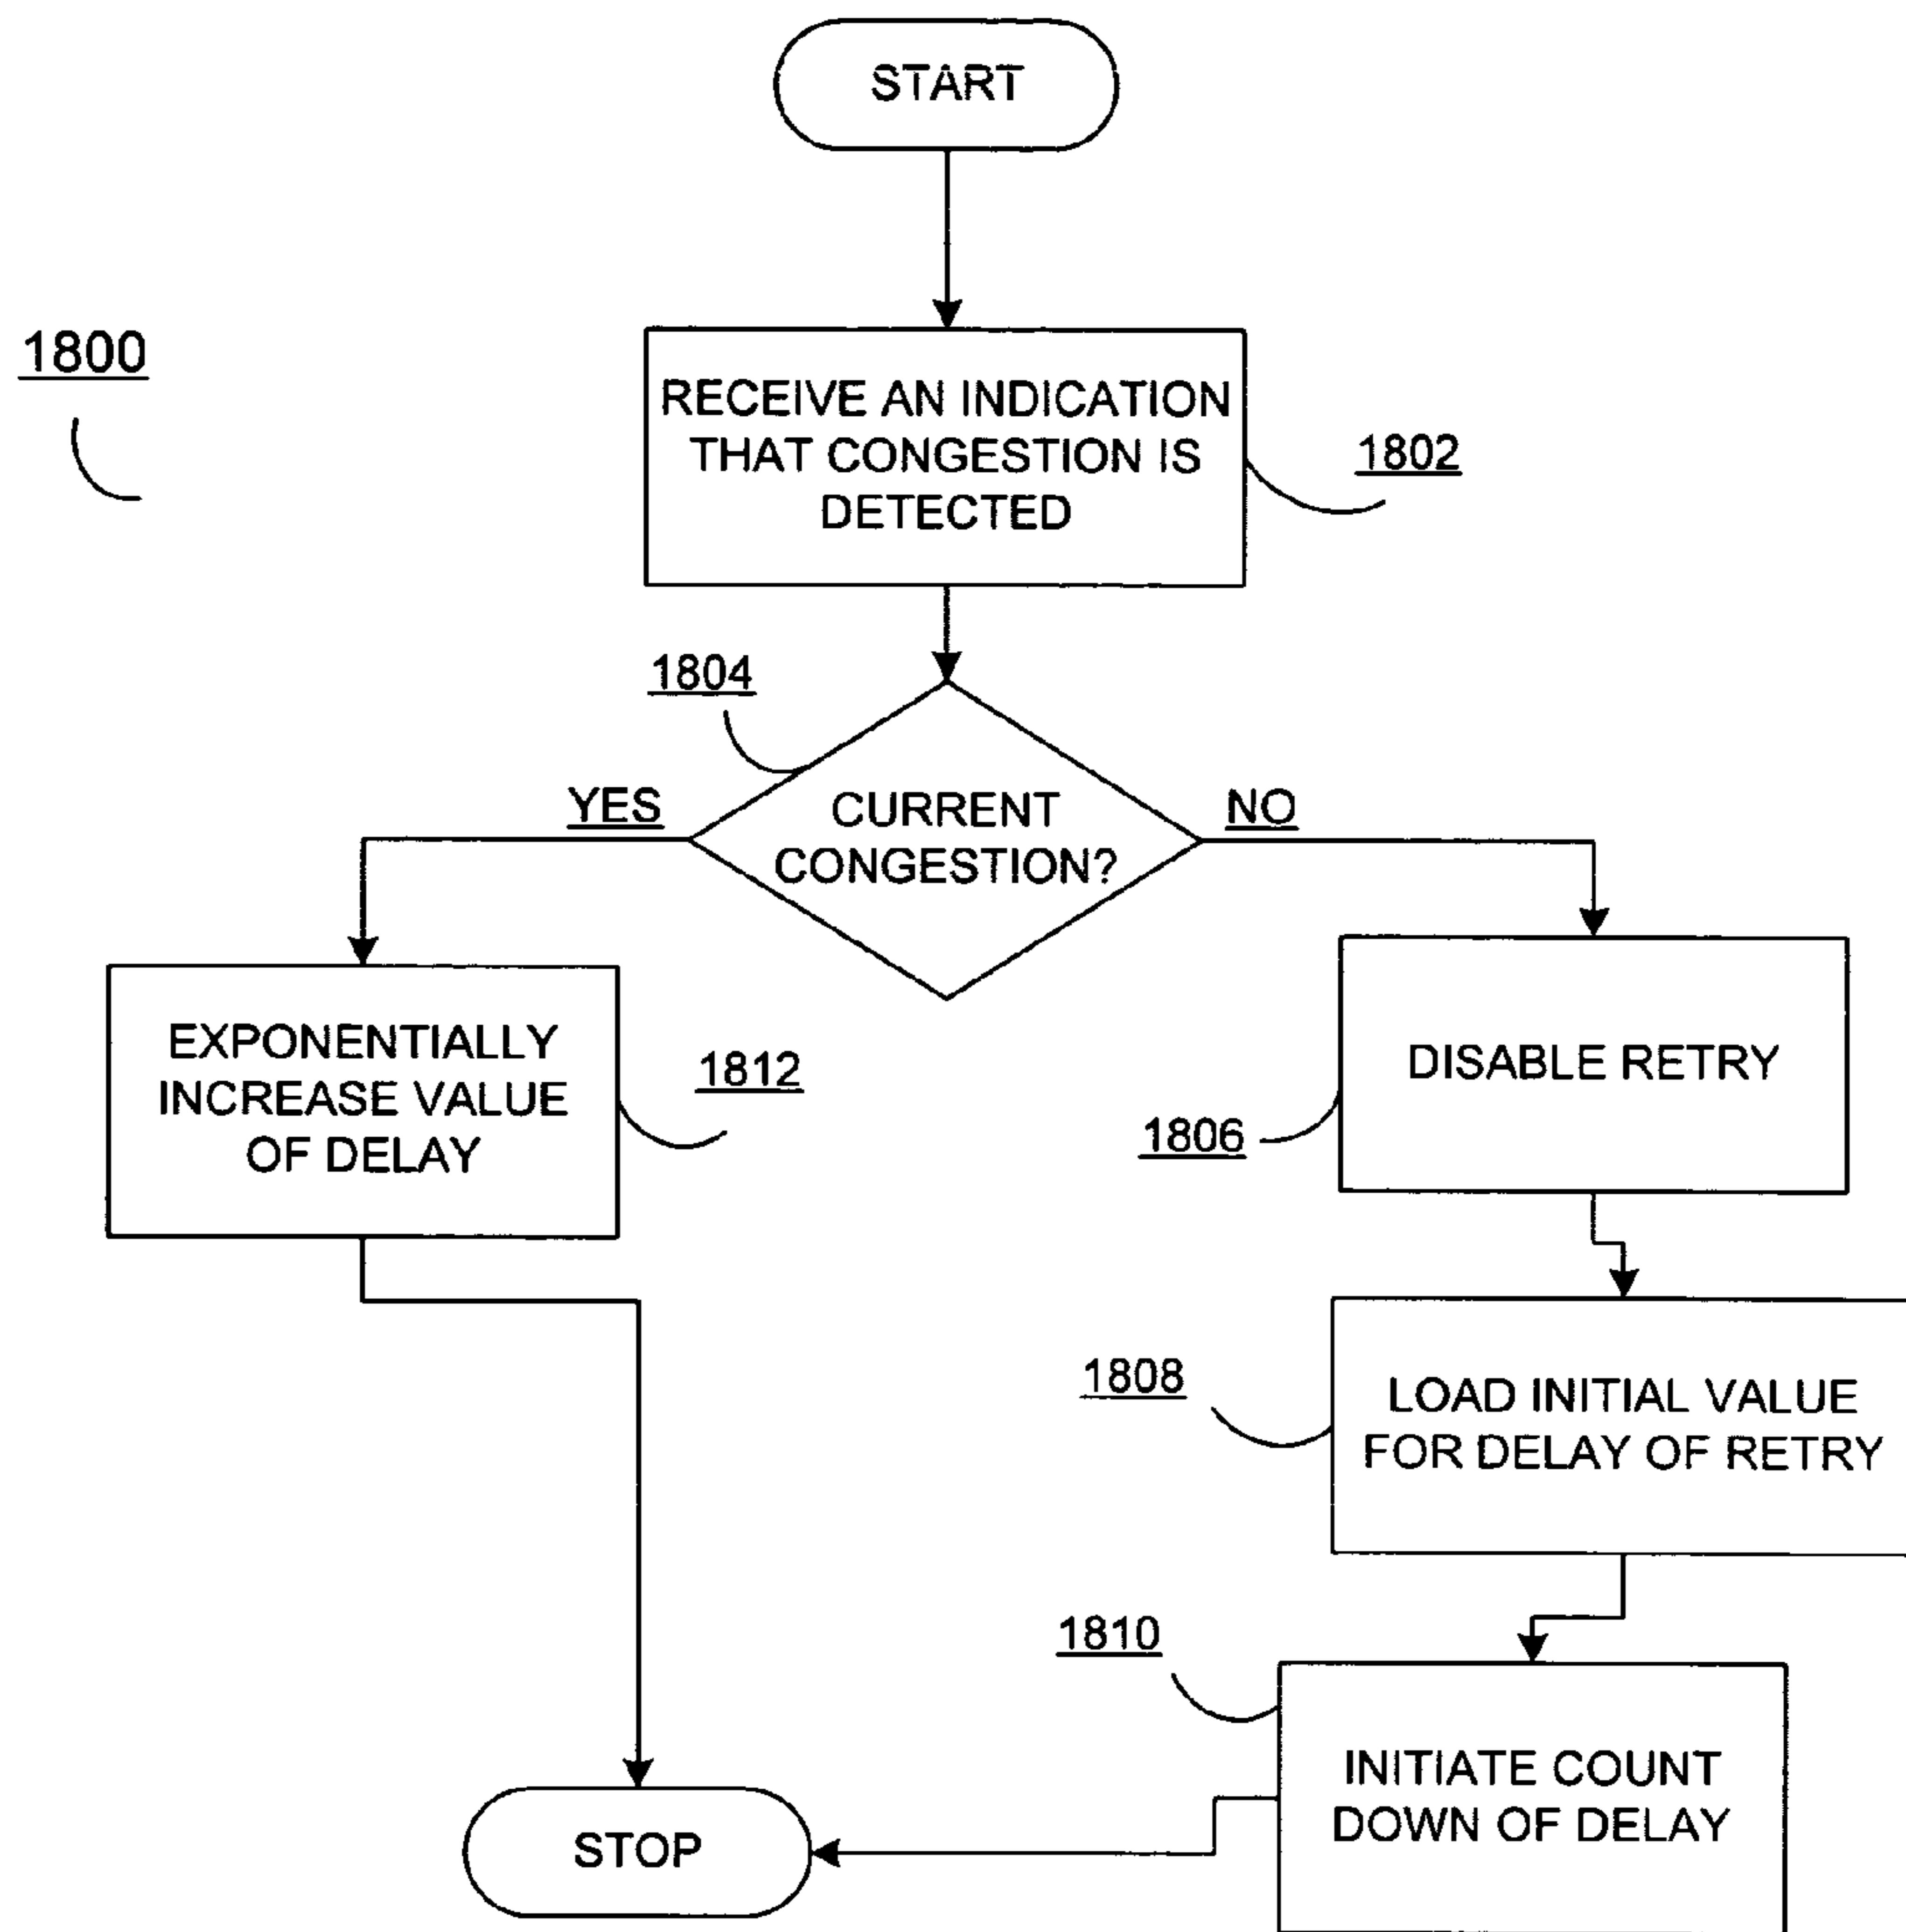 START
1800
RECEIVE AN INDICATION
THAT CONGESTION IS
DETECTED
1802
1804
YES
CURRENT
CONGESTION?
NO
EXPONENTIALLY
INCREASE VALUE
OF DELAY
1812
DISABLE RETRY
1806
1808
LOAD INITIAL VALUE
FOR DELAY OF RETRY
1810
INITIATE COUNT
DOWN OF DELAY
STOP